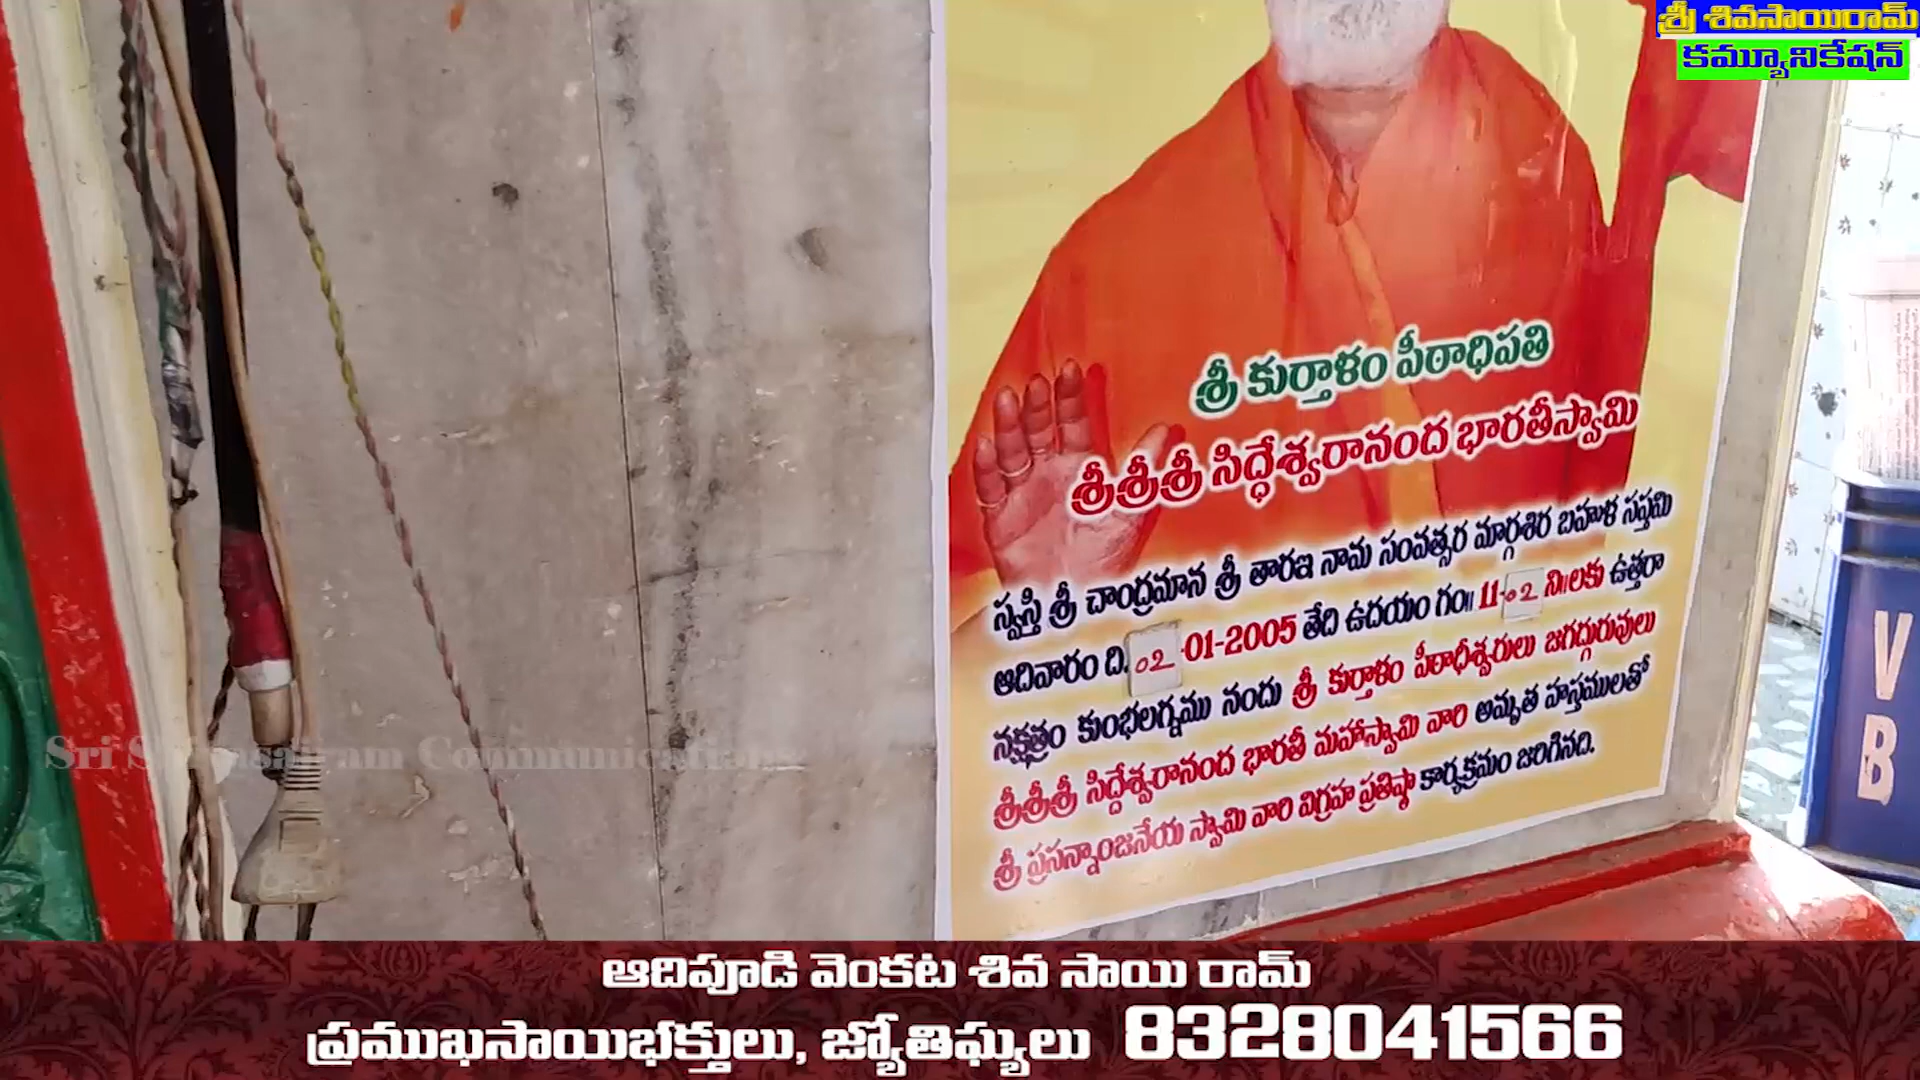 శ్రీ శివసాయిరామ్
కమ్యూనికేషన్
శ్రీ కుర్తాళం పీఠాధిపతి
శ్రీశ్రీశ్రీ సిద్ధేశ్వరానంద భారతీస్వామి
స్వస్తి శ్రీ చాంద్రమాన శ్రీ తారణ నామ సంవత్సర మార్గశిర బహుళ సప్తమి
ఆదివారం ది. 02-01-2005 తేది ఉదయం గం॥ 11-02 ని॥లకు ఉత్తరా
నక్షత్రం కుంభలగ్నము నందు శ్రీ కుర్తాళం పీఠాధీశ్వరులు జగద్గురువులు
శ్రీశ్రీశ్రీ సిద్దేశ్వరానంద భారతీ మహాస్వామి వారి అమృత హస్తములతో
శ్రీ ప్రసన్నాంజనేయ స్వామి వారి విగ్రహ ప్రతిష్ఠా కార్యక్రమం జరిగినది.
VB
Sri Sivasairam Communications
ఆదిపూడి వెంకట శివ సాయి రామ్
ప్రముఖసాయిభక్తులు, జ్యోతిష్యులు 8328041566